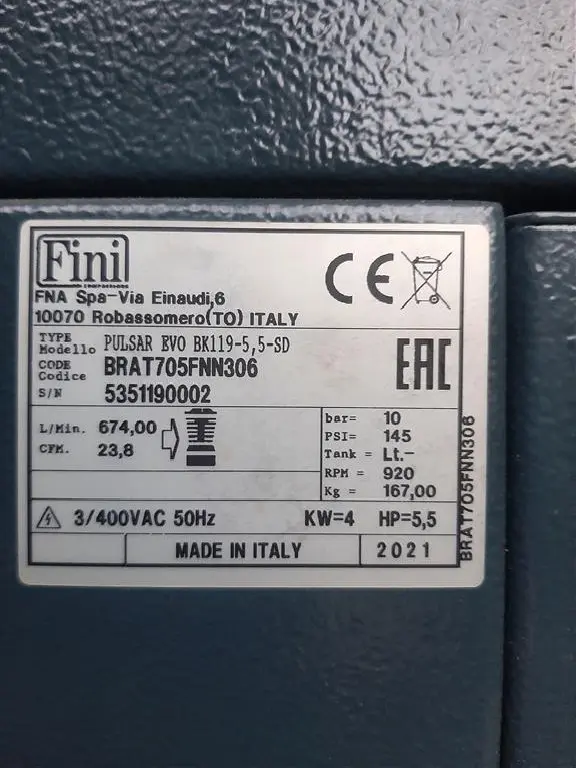 Fini
FNA Spa-Via Einaudi,6
10070 Robassomero(TO) ITALY
CE
TYPE
Modello
PULSAR EVO BK119-5,5-SD
CODE
Codice
BRAT705FNN306
S/N 5351190002
EAC
L/Min. 674,00
CFM. 23,8
bar= 10
PSI= 145
Tank = Lt.-
RPM = 920
Kg = 167,00
3/400VAC 50Hz KW=4 HP=5,5
MADE IN ITALY 2021
BRAT705FNN306